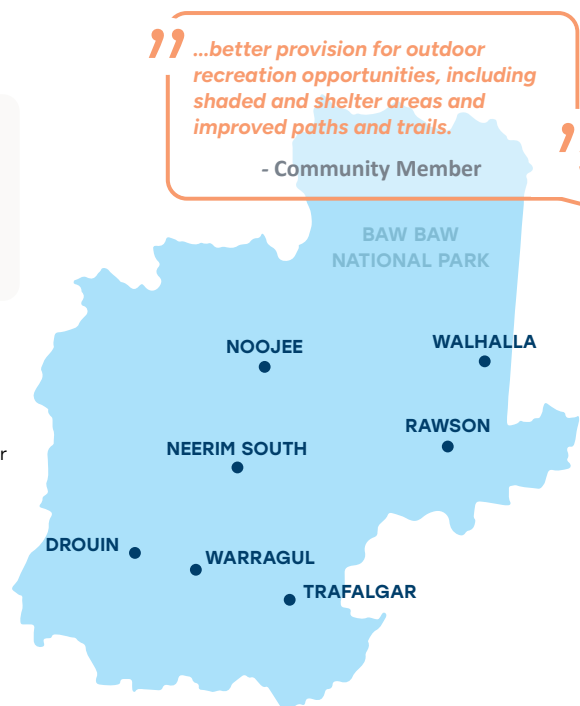 ...better provision for outdoor
recreation opportunities, including
shaded and shelter areas and
improved paths and trails.
- Community Member
BAW BAW
NATIONAL PARK
NOOJEE
WALHALLA
RAWSON
NEERIM SOUTH
r
DROUIN
WARRAGUL
TRAFALGAR